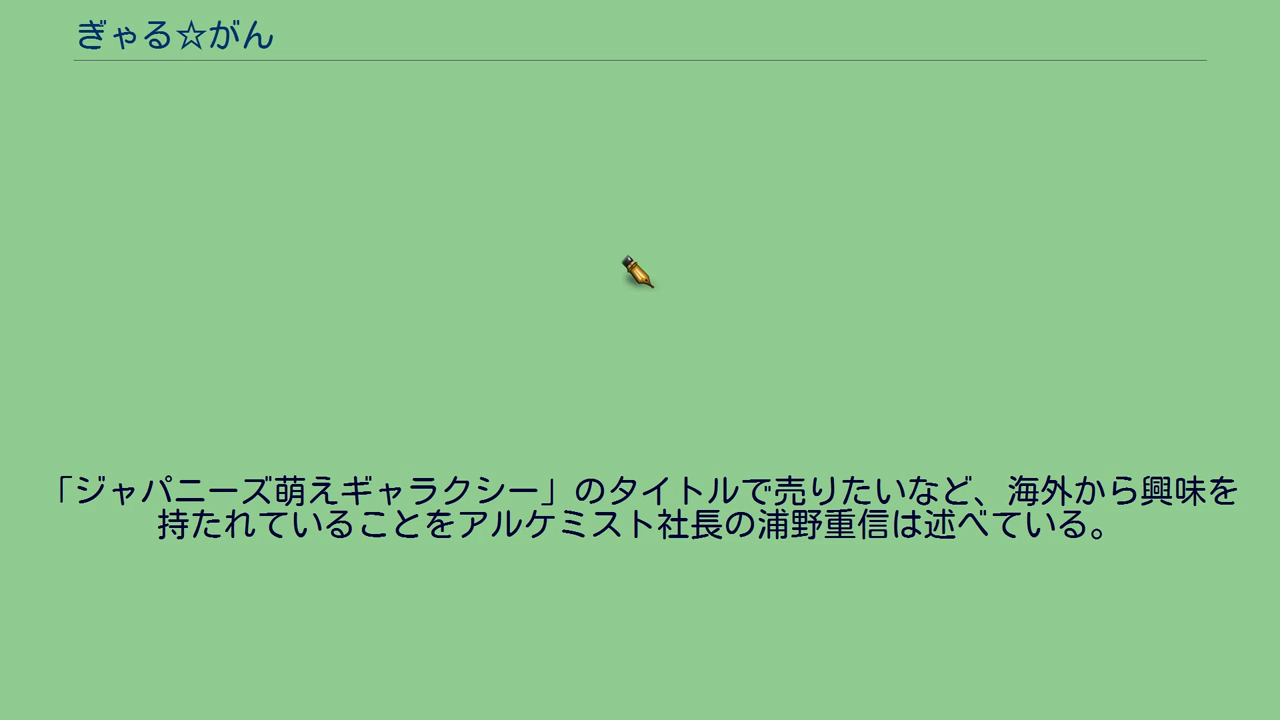 ぎゃる☆がん
「ジャパニーズ萌えギャラクシー」のタイトルで売りたいなど、海外から興味を
持たれていることをアルケミスト社長の浦野重信は述べている。